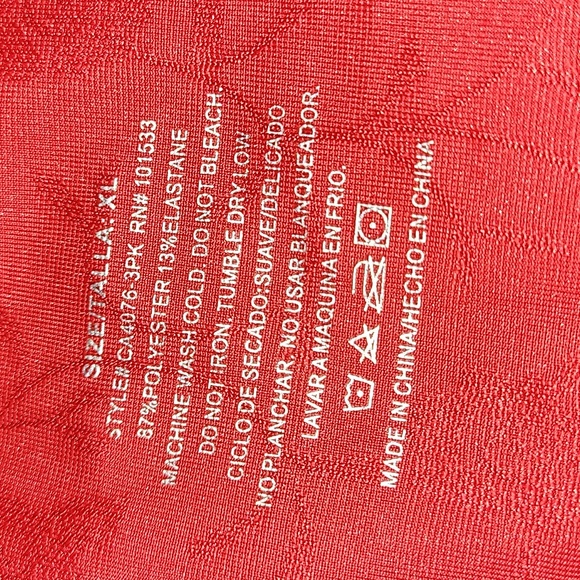 SIZE/TALLA: XL
STYLE# CA4076-3PK RN# 101533
87%POLYESTER 13%ELASTANE
MACHINE WASH COLD. DO NOT BLEACH.
DO NOT IRON. TUMBLE DRY LOW
CICLO DE SECADO SUAVE/DELICADO
NO PLANCHAR. NO USAR BLANQUEADOR.
LAVAR A MAQUINA EN FRIO.
MADE IN CHINA/HECHO EN CHINA